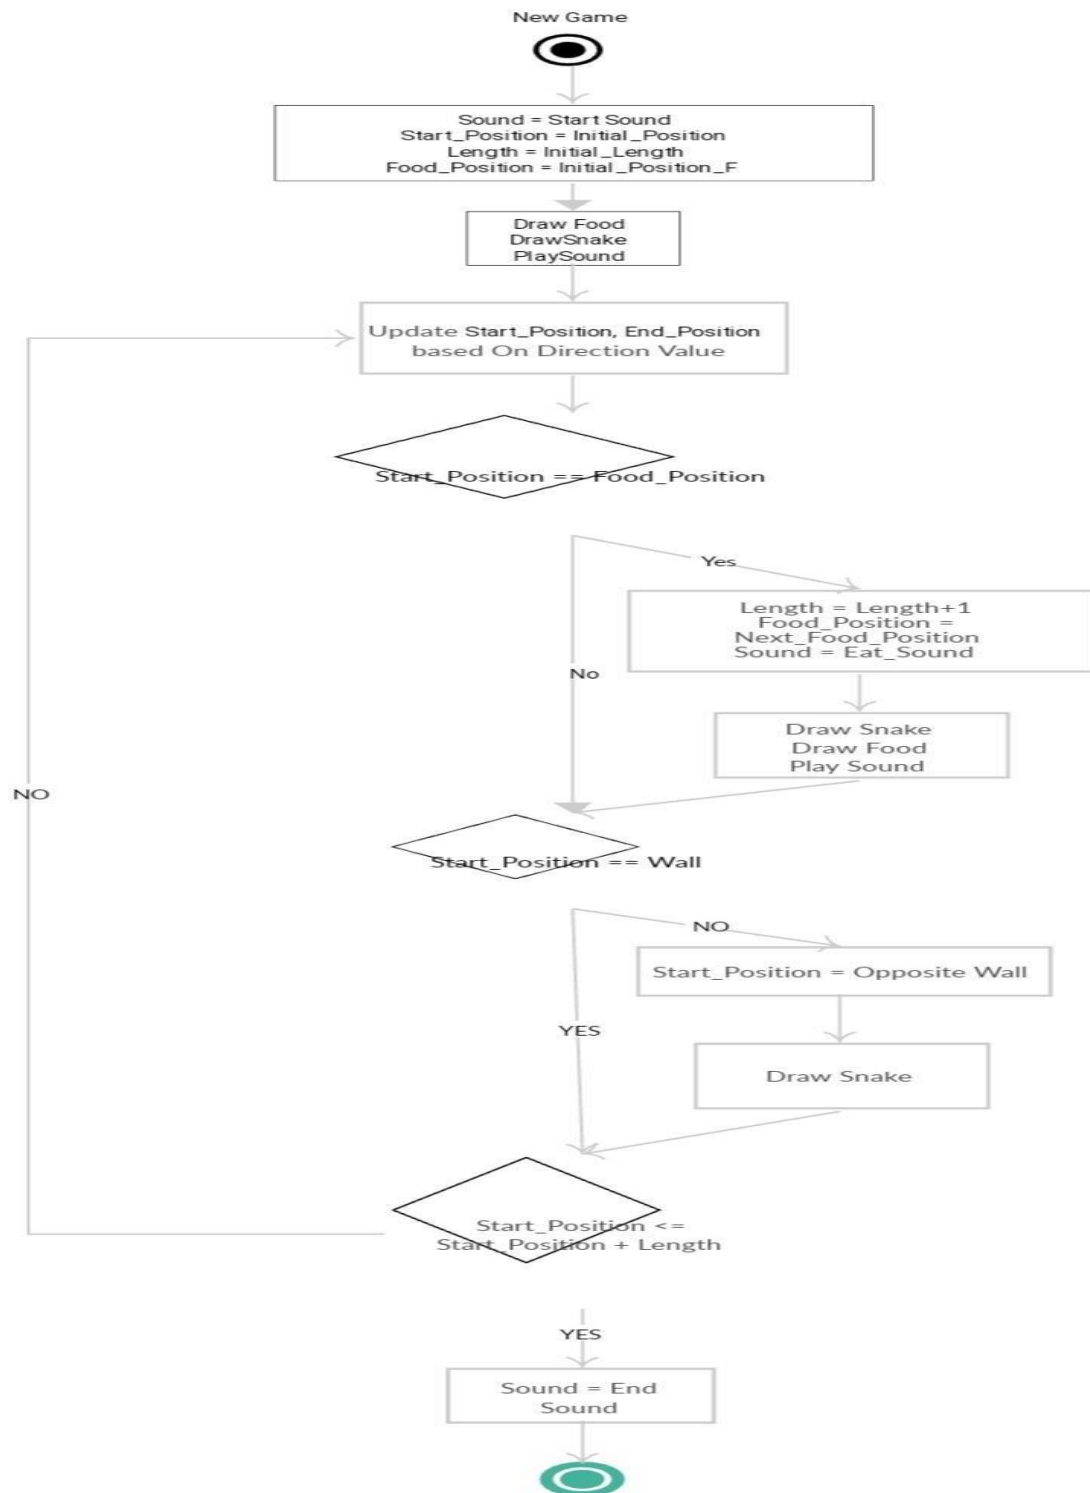 New Game
Sound = Start Sound
Start_Position = Initial_Position
Length = Initial_Length
Food_Position = Initial_Position_F
Draw Food
DrawSnake
PlaySound
Update Start_Position, End_Position
based On Direction Value
Start_Position == Food_Position
Yes
Length = Length+1
Food_Position =
Next_Food_Position
Sound = Eat_Sound
No
Draw Snake
Draw Food
Play Sound
NO
Start_Position == Wall
NO
Start_Position = Opposite Wall
YES
Draw Snake
Start_Position <=
Start_Position + Length
YES
Sound = End
Sound